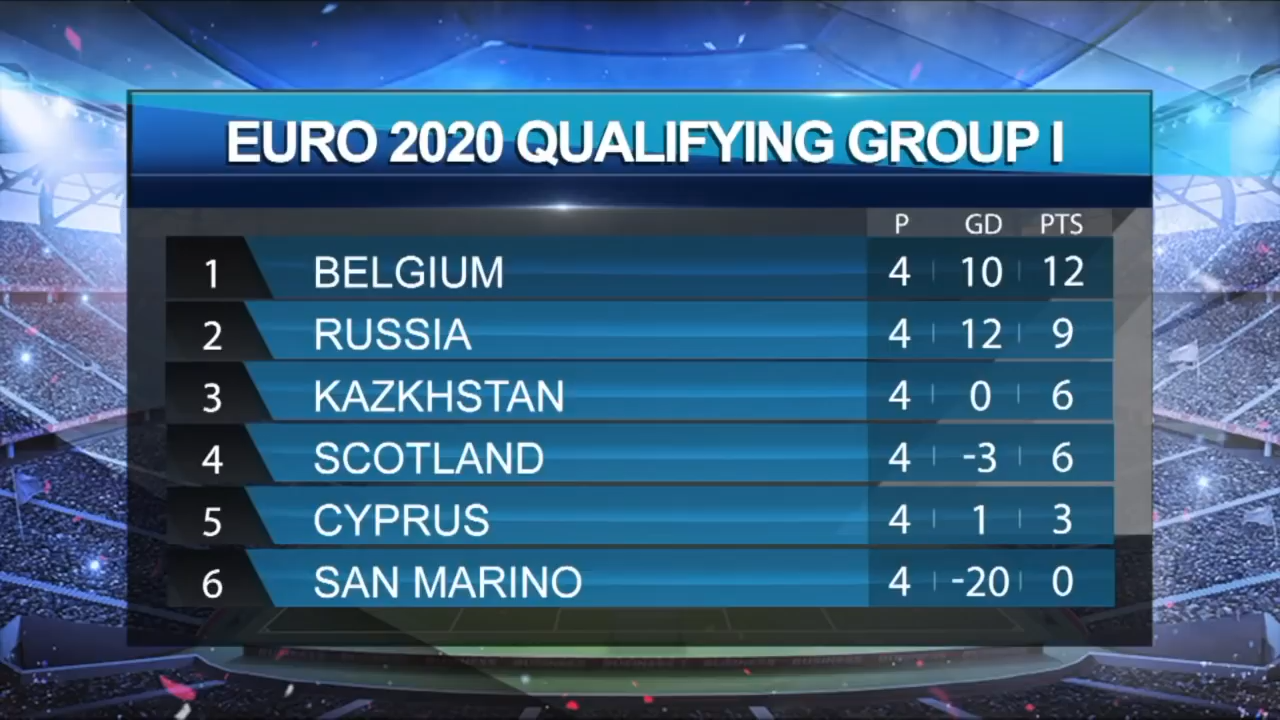 EURO 2020 QUALIFYING GROUP I
P GD PTS
1 BELGIUM 4 10 12
2 RUSSIA 4 12 9
3 KAZKHSTAN 4 0 6
4 SCOTLAND 4 -3 6
5 CYPRUS 4 1 3
6 SAN MARINO 4 -20 0